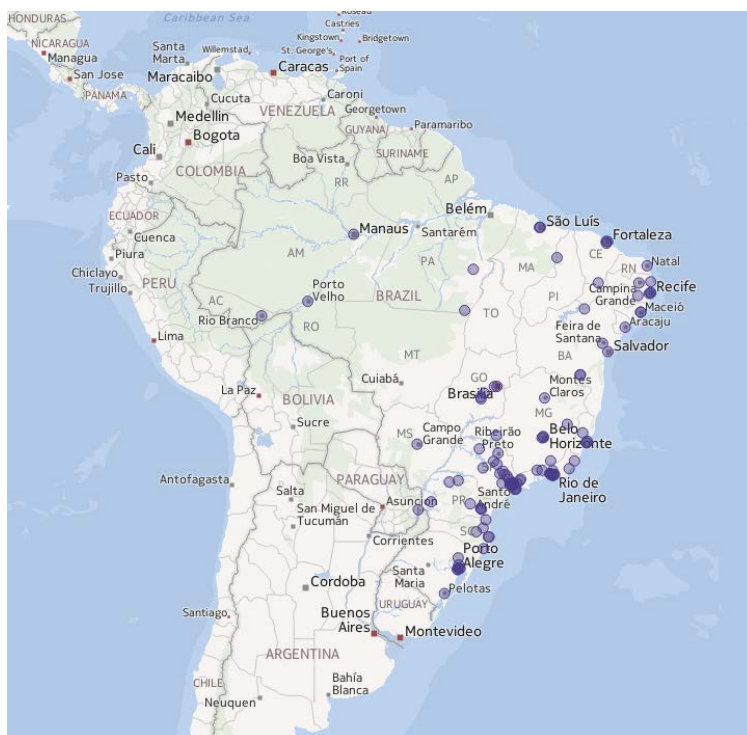 Caribbean Sea
Roseau
Castries
HONDURAS
Kingstown
Bridgetown
NICARAGUA
Managua
Santa
Marta
Willemstad
St. George's
Port of
Spain
San Jose
Maracaibo
Caracas
PANAMA
Cucuta
Caroni
Medellin
VENEZUELA
Georgetown
Paramaribo
Bogota
GUYANA
Cali
SURINAME
Boa Vista
Pasto
COLOMBIA
RR
AP
ECUADOR
Belém
São Luís
Cuenca
Manaus
Santarém
Fortaleza
Piura
AM
PA
MA
CE
Natal
Chiclayo
RN
Trujillo
PERU
Porto
Velho
BRAZIL
PI
Campina
Grande
Recife
AC
Rio Branco
TO
Maceió
RO
Feira de
Santana
Aracaju
Lima
MT
BA
Salvador
La Paz
Cuiabá
GO
Brasilia
Montes
Claros
BOLIVIA
MG
Sucre
MS
Campo
Grande
Ribeirão
Preto
Belo
Horizonte
Antofagasta
PARAGUAY
Rio de
Janeiro
Salta
Asuncion
PR
Santo
André
San Miguel de
Tucumán
Corrientes
SC
Santa
Maria
Porto
Alegre
Cordoba
Pelotas
Santiago
URUGUAY
Buenos
Aires
Montevideo
ARGENTINA
CHILE
Bahía
Blanca
Neuquen